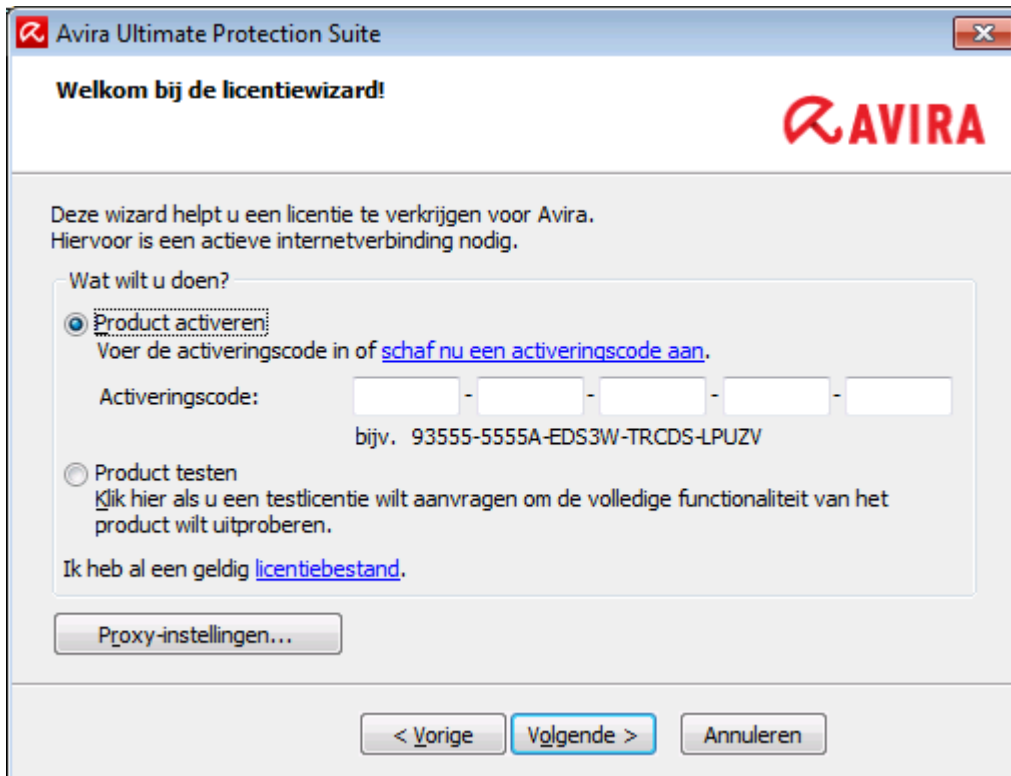 Avira Ultimate Protection Suite
Welkom bij de licentiewizard!
AVIRA
Deze wizard helpt u een licentie te verkrijgen voor Avira.
Hiervoor is een actieve internetverbinding nodig.
Wat wilt u doen?
Product activeren
Voer de activeringscode in of schaf nu een activeringscode aan.
Activeringscode: - - - -
bijv. 93555-5555A-EDS3W-TRCDS-LPUZV
Product testen
Klik hier als u een testlicentie wilt aanvragen om de volledige functionaliteit van het
product wilt uitproberen.
Ik heb al een geldig licentiebestand.
Proxy-instellingen...
< Vorige Volgende > Annuleren